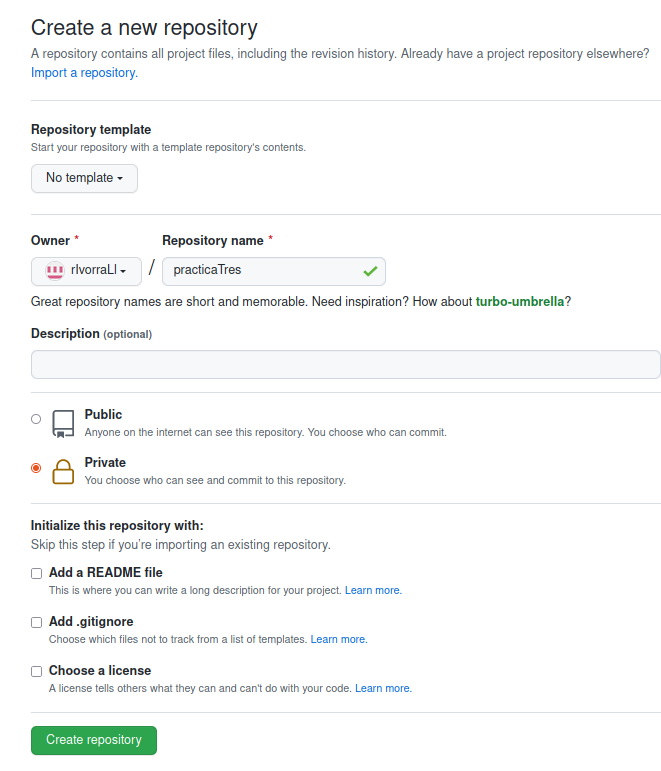 Create a new repository
A repository contains all project files, including the revision history. Already have a project repository elsewhere?
Import a repository.
Repository template
Start your repository with a template repository's contents.
No template
Owner * Repository name *
rIvorraLl / practicaTres
Great repository names are short and memorable. Need inspiration? How about turbo-umbrella?
Description (optional)
Public
Anyone on the internet can see this repository. You choose who can commit.
Private
You choose who can see and commit to this repository.
Initialize this repository with:
Skip this step if you're importing an existing repository.
Add a README file
This is where you can write a long description for your project. Learn more.
Add .gitignore
Choose which files not to track from a list of templates. Learn more.
Choose a license
A license tells others what they can and can't do with your code. Learn more.
Create repository